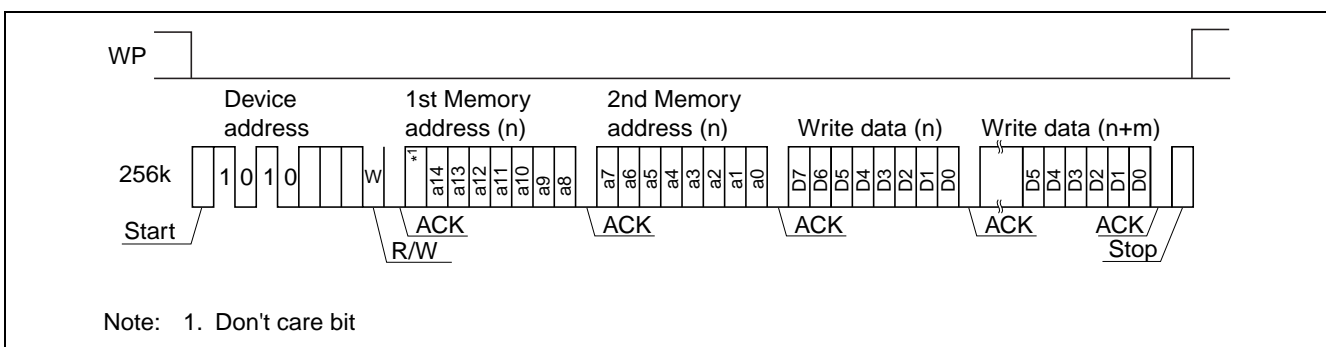 WP
Device address
1st Memory address (n)
2nd Memory address (n)
Write data (n)
Write data (n+m)
256k
1 0 1 0 W
*1 a14 a13 a12 a11 a10 a9 a8
a7 a6 a5 a4 a3 a2 a1 a0
D7 D6 D5 D4 D3 D2 D1 D0
D5 D4 D3 D2 D1 D0
Start
R/W
ACK
ACK
ACK
ACK
ACK
Stop
Note: 1. Don't care bit